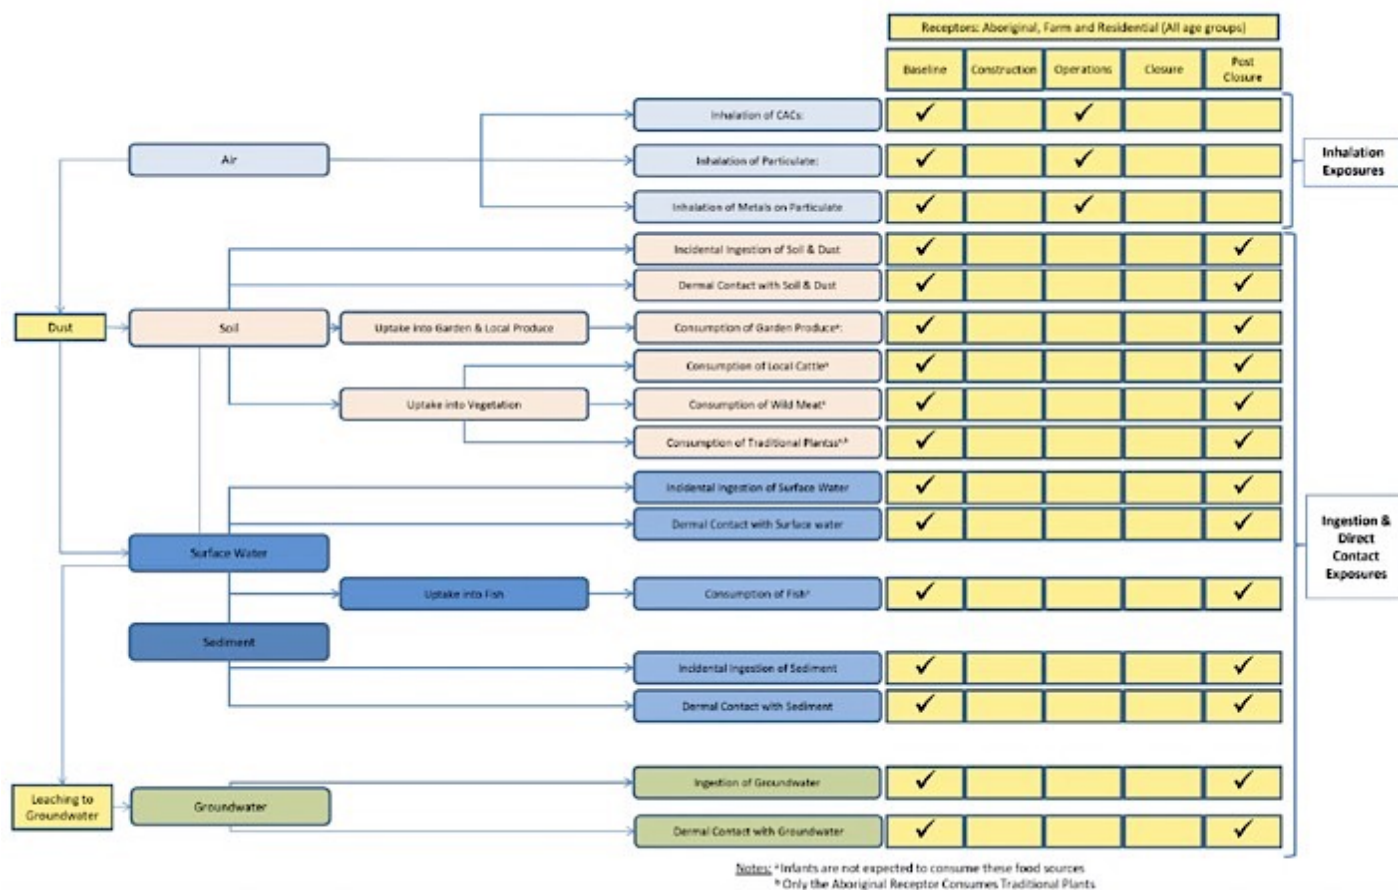 Receptors: Aboriginal, Farm and Residential (All age groups)
Baseline
Construction
Operations
Closure
Post
Closure
Inhalation of CACs:
Air
Inhalation of Particulate:
Inhalation
Exposures
Inhalation of Metals on Particulate
Incidental Ingestion of Soil & Dust
Dermal Contact with Soil & Dust
Dust
Soil
Uptake into Garden & Local Produce
Consumption of Garden Produceᵃ:
Consumption of Local Cattle
Uptake into Vegetation
Consumption of Wild Meatᵃ
Consumption of Traditional Plantssᵃ,ᵇ
Incidental Ingestion of Surface Water
Dermal Contact with Surface water
Ingestion &
Direct
Contact
Exposures
Surface Water
Uptake into Fish
Consumption of Fishᵃ
Sediment
Incidental Ingestion of Sediment
Dermal Contact with Sediment
Ingestion of Groundwater
Leaching to
Groundwater
Groundwater
Dermal Contact with Groundwater
Notes: ᵃ Infants are not expected to consume these food sources
ᵇ Only the Aboriginal Receptor Consumes Traditional Plants